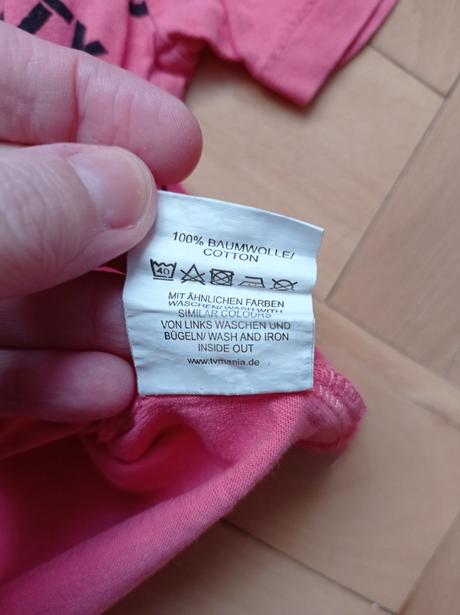 100% BAUMWOLLE/
COTTON
40
MIT ÄHNLICHEN FARBEN
WASCHEN/ WASH WITH
SIMILAR COLOURS
VON LINKS WASCHEN UND
BÜGELN/ WASH AND IRON
INSIDE OUT
www.tvmania.de